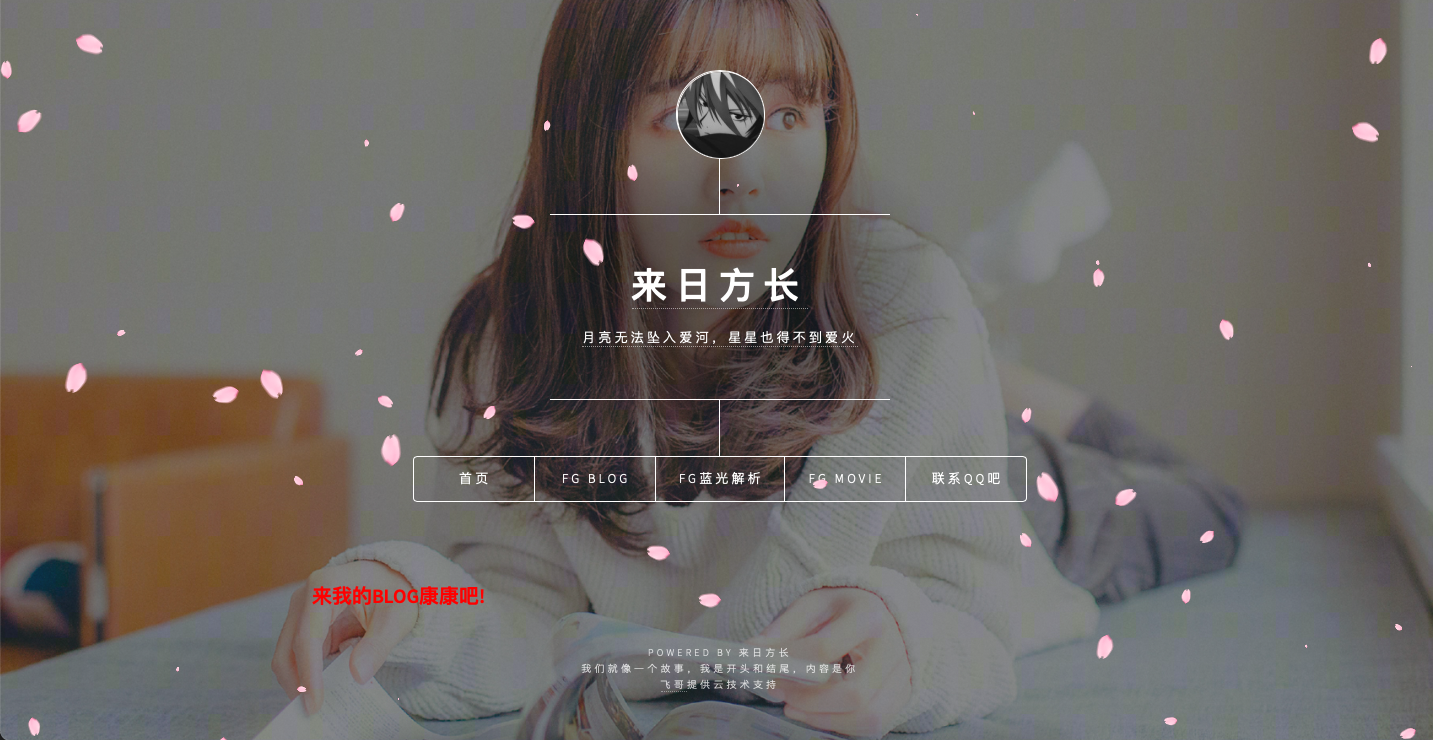 来日方长
月亮无法坠入爱河，星星也得不到爱火
首页 FG BLOG FG蓝光解析 FG MOVIE 联系QQ吧
来我的BLOG康康吧!
POWERED BY 来日方长
我们就像一个故事，我是开头和结尾，内容是你
飞哥提供云技术支持